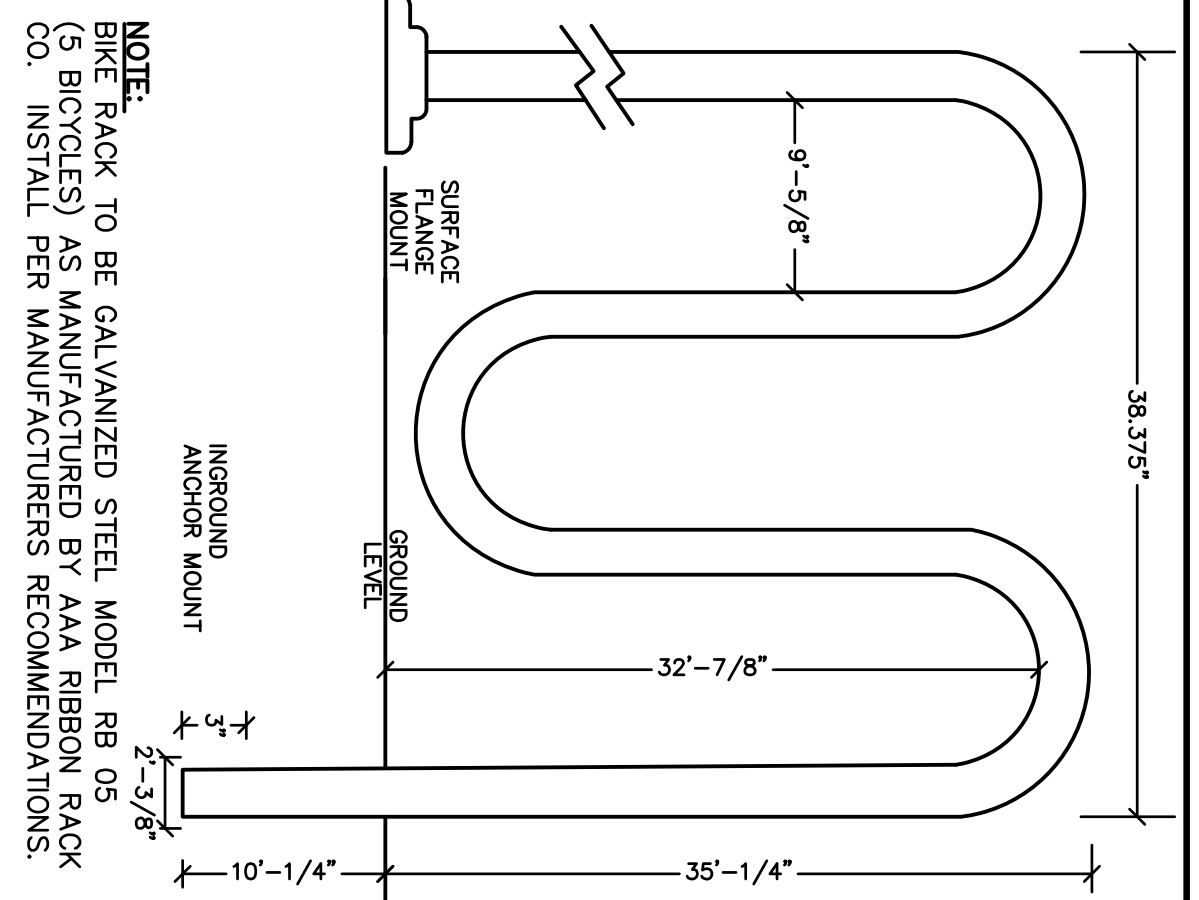 38.375”
9’-5/8”
SURFACE
FLANGE
MOUNT
GROUND
LEVEL
32’-7/8”
35’-1/4”
10’-1/4”
INGROUND
ANCHOR MOUNT
3”
2’-3/8”
NOTE:
BIKE RACK TO BE GALVANIZED STEEL MODEL RB 05
(5 BICYCLES) AS MANUFACTURED BY AAA RIBBON RACK
CO. INSTALL PER MANUFACTURERS RECOMMENDATIONS.